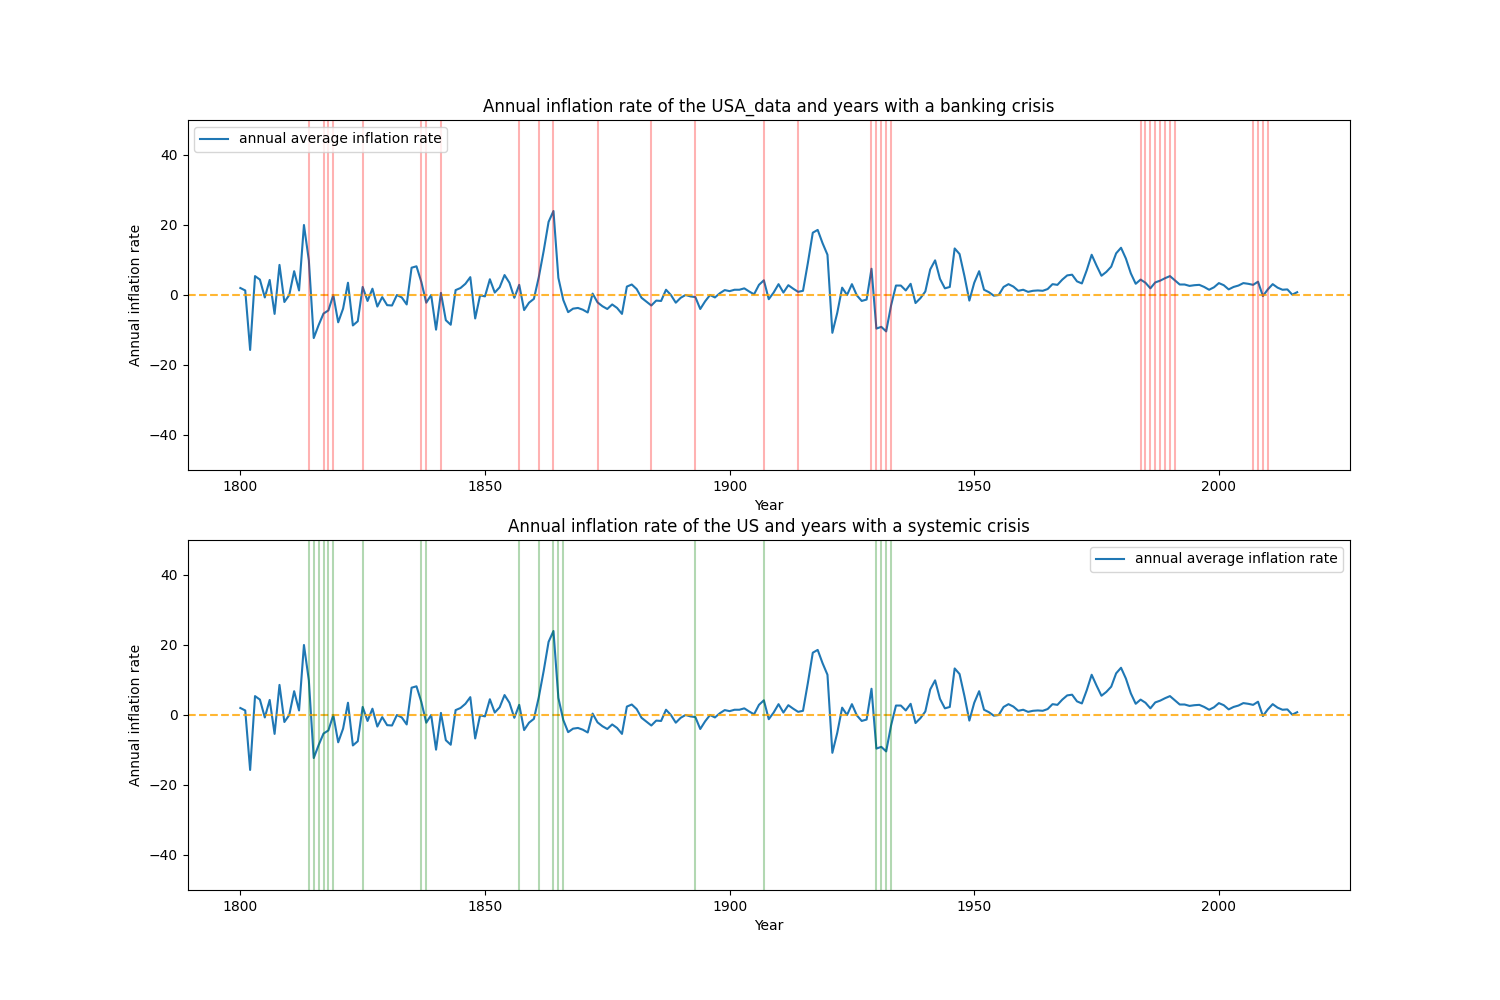 Annual inflation rate of the USA_data and years with a banking crisis
annual average inflation rate
Annual inflation rate
40
20
0
−20
−40
1800 1850 1900 1950 2000
Year
Annual inflation rate of the US and years with a systemic crisis
annual average inflation rate
Annual inflation rate
40
20
0
−20
−40
1800 1850 1900 1950 2000
Year